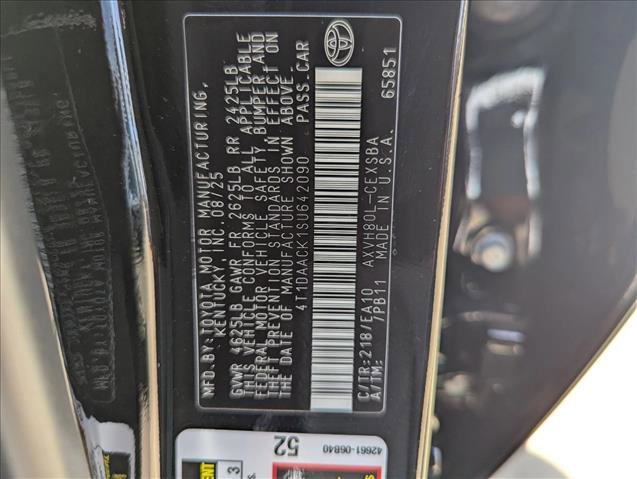 MFD.BY:TOYOTA MOTOR MANUFACTURING,
KENTUCKY, INC. 08/25
GVWR 4625LB GAWR FR 2625LB RR 2425LB
THIS VEHICLE CONFORMS TO ALL APPLICABLE
FEDERAL MOTOR VEHICLE SAFETY, BUMPER, AND
THEFT PREVENTION STANDARDS IN EFFECT ON
THE DATE OF MANUFACTURE SHOWN ABOVE.
4T1DAACK1SU642090 PASS.CAR
C/TR:218/EA10 AXVH80L-CEXSBA
A/TM: /PB11 MADE IN U.S.A.
65851
42661-06B40
52
3